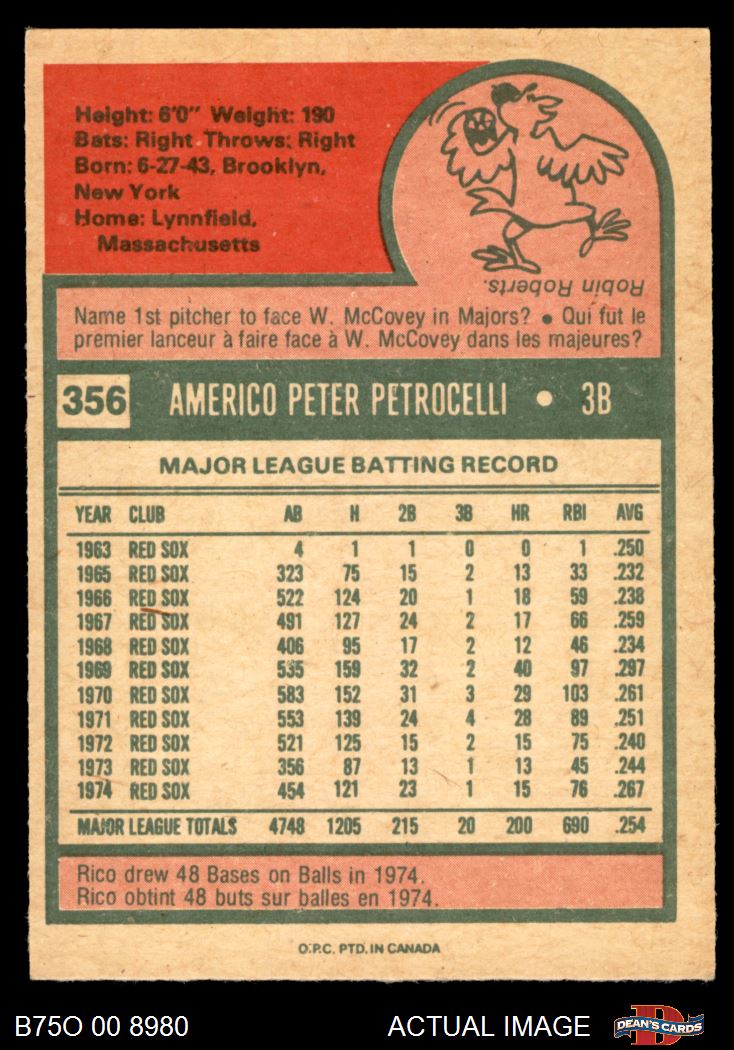 Height: 6'0" Weight: 190
Bats: Right Throws: Right
Born: 6-27-43, Brooklyn,
New York
Home: Lynnfield,
Massachusetts
Robin Roberts.
Name 1st pitcher to face W. McCovey in Majors? • Qui fut le
premier lanceur à faire face à W. McCovey dans les majeures?
356 AMERICO PETER PETROCELLI • 3B
MAJOR LEAGUE BATTING RECORD
YEAR CLUB AB H 2B 3B HR RBI AVG
1963 RED SOX 4 1 1 0 0 1 .250
1965 RED SOX 323 75 15 2 13 33 .232
1966 RED SOX 522 124 20 1 18 59 .238
1967 RED SOX 491 127 24 2 17 66 .259
1968 RED SOX 406 95 17 2 12 46 .234
1969 RED SOX 535 159 32 2 40 97 .297
1970 RED SOX 583 152 31 3 29 103 .261
1971 RED SOX 553 139 24 4 28 89 .251
1972 RED SOX 521 125 15 2 15 75 .240
1973 RED SOX 356 87 13 1 13 45 .244
1974 RED SOX 454 121 23 1 15 76 .267
MAJOR LEAGUE TOTALS 4748 1205 215 20 200 690 .254
Rico drew 48 Bases on Balls in 1974.
Rico obtint 48 buts sur balles en 1974.
O.P.C. PTD. IN CANADA
B75O 00 8980 ACTUAL IMAGE DEAN'S CARDS